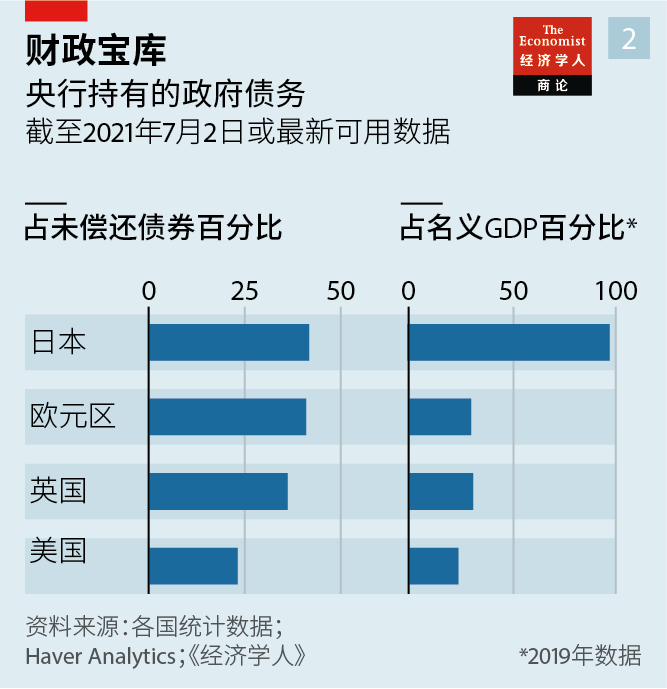 财政宝库
央行持有的政府债务
截至2021年7月2日或最新可用数据
The
Economist
经济学人
商论
2
占未偿还债券百分比
占名义GDP百分比*
0 25 50
0 50 100
日本
欧元区
英国
美国
资料来源：各国统计数据；
Haver Analytics；《经济学人》
*2019年数据